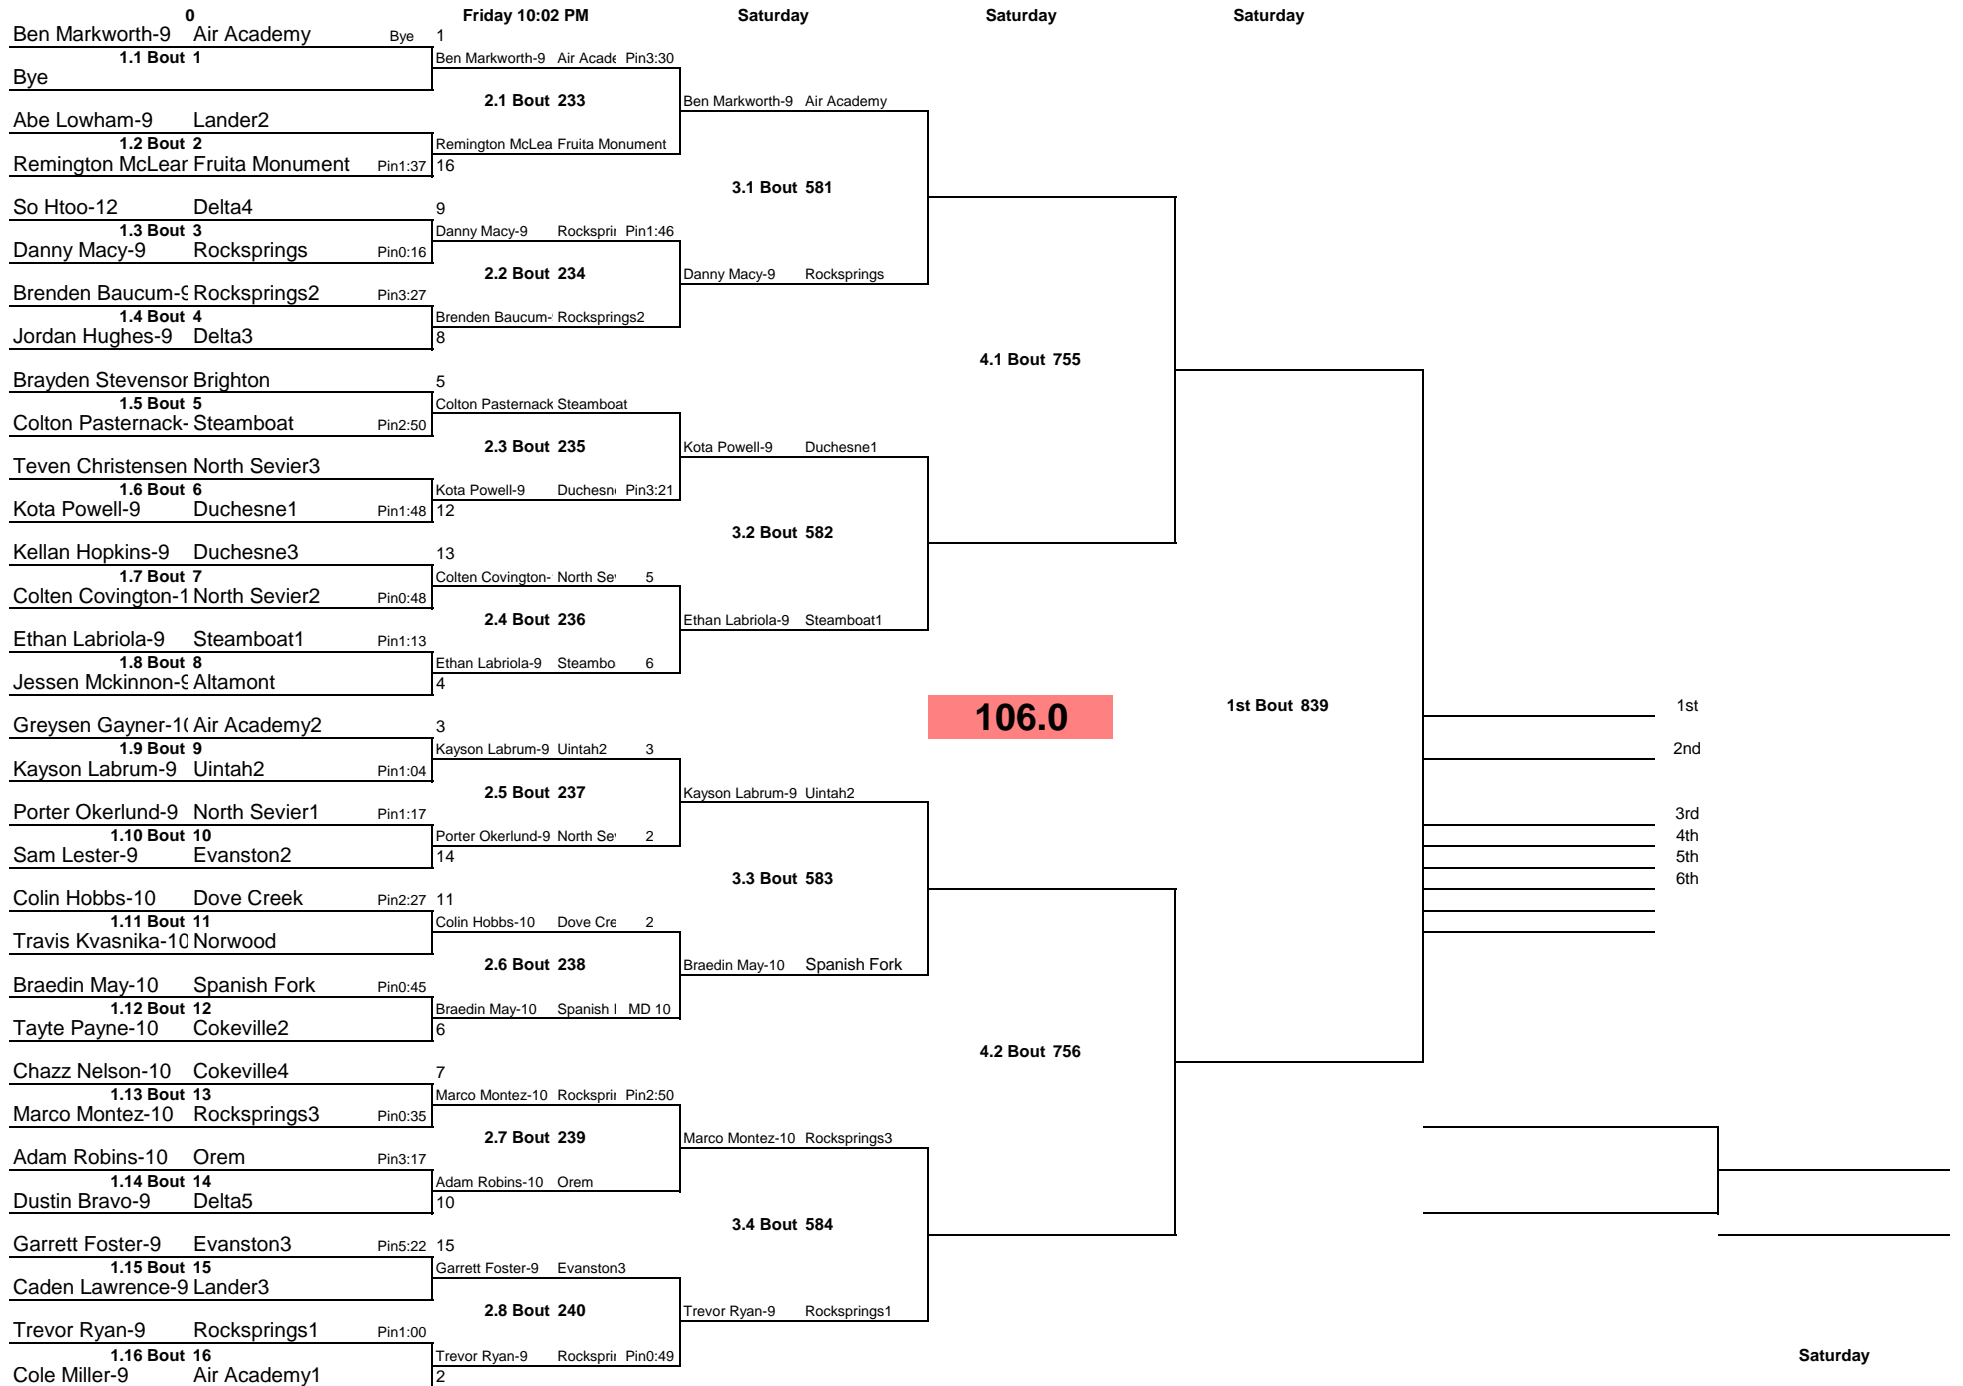 0 Friday 10:02 PM Saturday Saturday Saturday
Ben Markworth-9 Air Academy Bye 1
1.1 Bout 1 Ben Markworth-9 Air Acade Pin3:30
Bye
2.1 Bout 233 Ben Markworth-9 Air Academy
Abe Lowham-9 Lander2
1.2 Bout 2 Remington McLea Fruita Monument
Remington McLear Fruita Monument Pin1:37 16
3.1 Bout 581
So Htoo-12 Delta4 9
1.3 Bout 3 Danny Macy-9 Rockspri Pin1:46
Danny Macy-9 Rocksprings Pin0:16
2.2 Bout 234 Danny Macy-9 Rocksprings
Brenden Baucum-9 Rocksprings2 Pin3:27
1.4 Bout 4 Brenden Baucum- Rocksprings2
Jordan Hughes-9 Delta3 8
4.1 Bout 755
Brayden Stevenson Brighton 5
1.5 Bout 5 Colton Pasternack Steamboat
Colton Pasternack- Steamboat Pin2:50
2.3 Bout 235 Kota Powell-9 Duchesne1
Teven Christensen North Sevier3
1.6 Bout 6 Kota Powell-9 Duchesn Pin3:21
Kota Powell-9 Duchesne1 Pin1:48 12
3.2 Bout 582
Kellan Hopkins-9 Duchesne3 13
1.7 Bout 7 Colten Covington- North Se 5
Colten Covington-1 North Sevier2 Pin0:48
2.4 Bout 236 Ethan Labriola-9 Steamboat1
Ethan Labriola-9 Steamboat1 Pin1:13
1.8 Bout 8 Ethan Labriola-9 Steambo 6
Jessen Mckinnon-9 Altamont 4
106.0 1st Bout 839 1st
Greysen Gayner-10 Air Academy2 3
1.9 Bout 9 Kayson Labrum-9 Uintah2 3 2nd
Kayson Labrum-9 Uintah2 Pin1:04
2.5 Bout 237 Kayson Labrum-9 Uintah2
Porter Okerlund-9 North Sevier1 Pin1:17 3rd
1.10 Bout 10 Porter Okerlund-9 North Se 2 4th
Sam Lester-9 Evanston2 14 5th
3.3 Bout 583 6th
Colin Hobbs-10 Dove Creek Pin2:27 11
1.11 Bout 11 Colin Hobbs-10 Dove Cre 2
Travis Kvasnika-10 Norwood
2.6 Bout 238 Braedin May-10 Spanish Fork
Braedin May-10 Spanish Fork Pin0:45
1.12 Bout 12 Braedin May-10 Spanish MD 10
Tayte Payne-10 Cokeville2 6
4.2 Bout 756
Chazz Nelson-10 Cokeville4 7
1.13 Bout 13 Marco Montez-10 Rockspri Pin2:50
Marco Montez-10 Rocksprings3 Pin0:35
2.7 Bout 239 Marco Montez-10 Rocksprings3
Adam Robins-10 Orem Pin3:17
1.14 Bout 14 Adam Robins-10 Orem
Dustin Bravo-9 Delta5 10
3.4 Bout 584
Garrett Foster-9 Evanston3 Pin5:22 15
1.15 Bout 15 Garrett Foster-9 Evanston3
Caden Lawrence-9 Lander3
2.8 Bout 240 Trevor Ryan-9 Rocksprings1
Trevor Ryan-9 Rocksprings1 Pin1:00
1.16 Bout 16 Trevor Ryan-9 Rockspri Pin0:49 Saturday
Cole Miller-9 Air Academy1 2